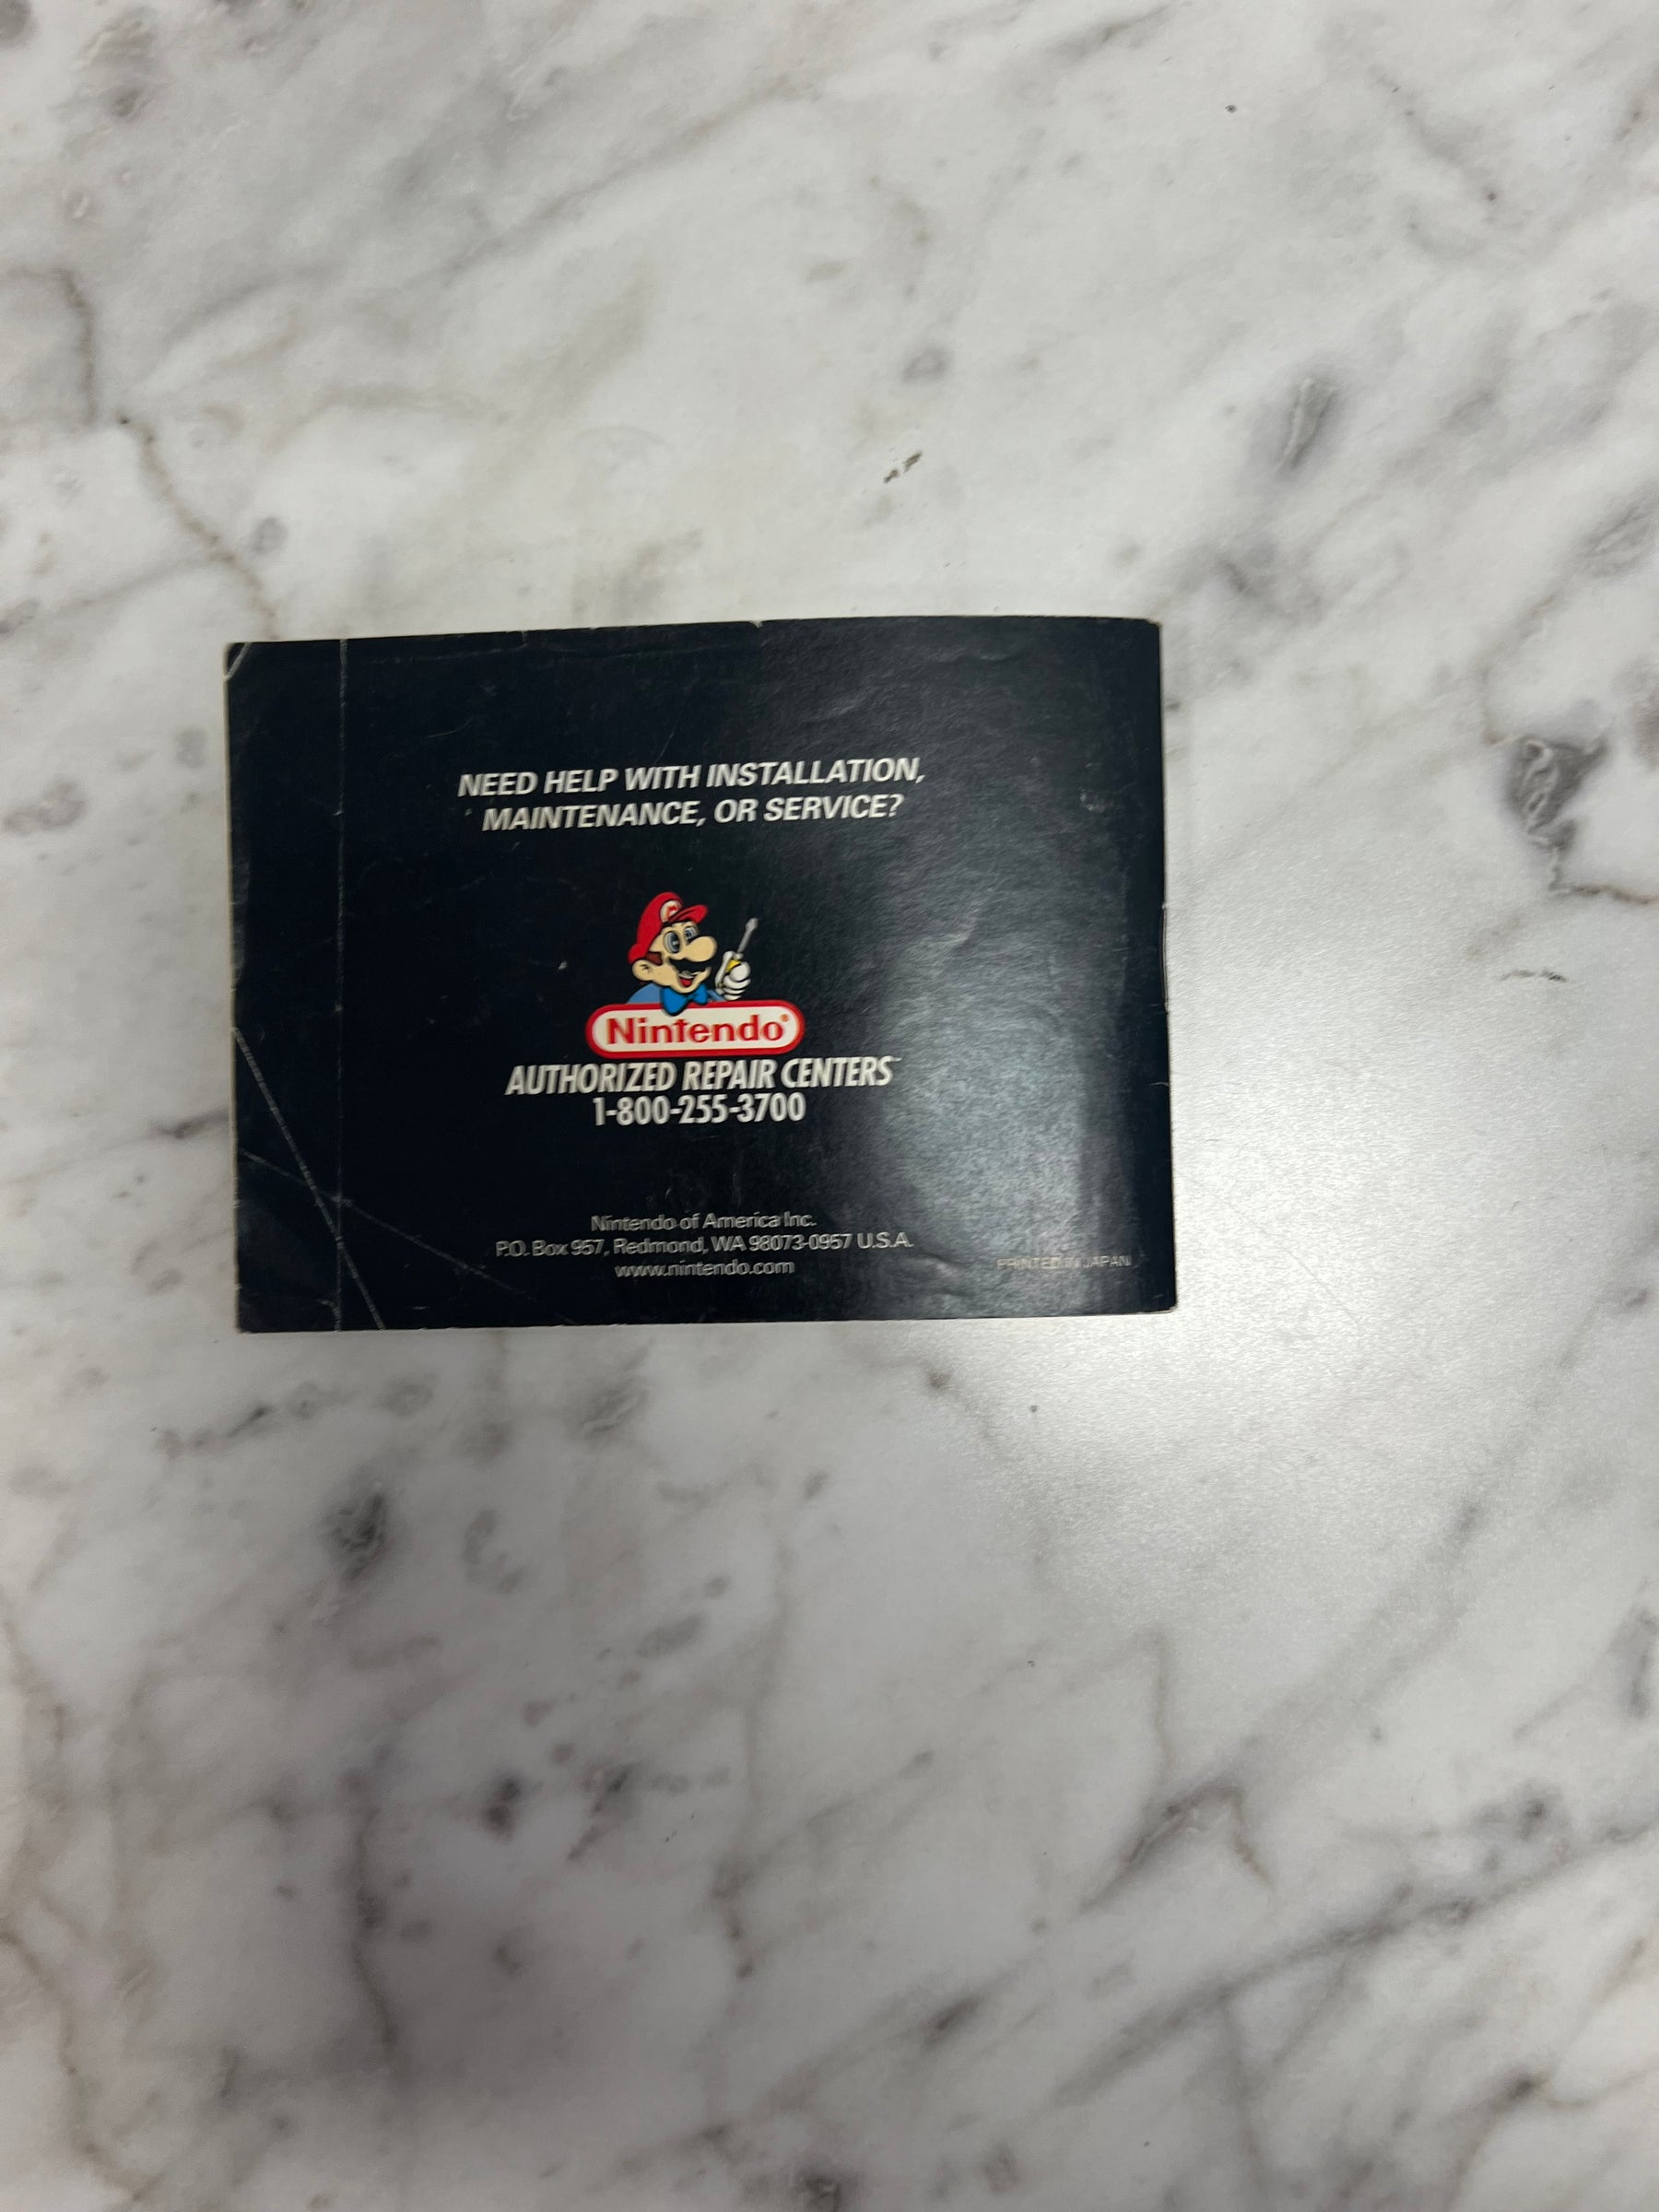 NEED HELP WITH INSTALLATION,
MAINTENANCE, OR SERVICE?
Nintendo®
AUTHORIZED REPAIR CENTERS™
1-800-255-3700
Nintendo of America Inc.
P.O. Box 957, Redmond, WA 98073-0957 U.S.A.
www.nintendo.com
PRINTED IN JAPAN